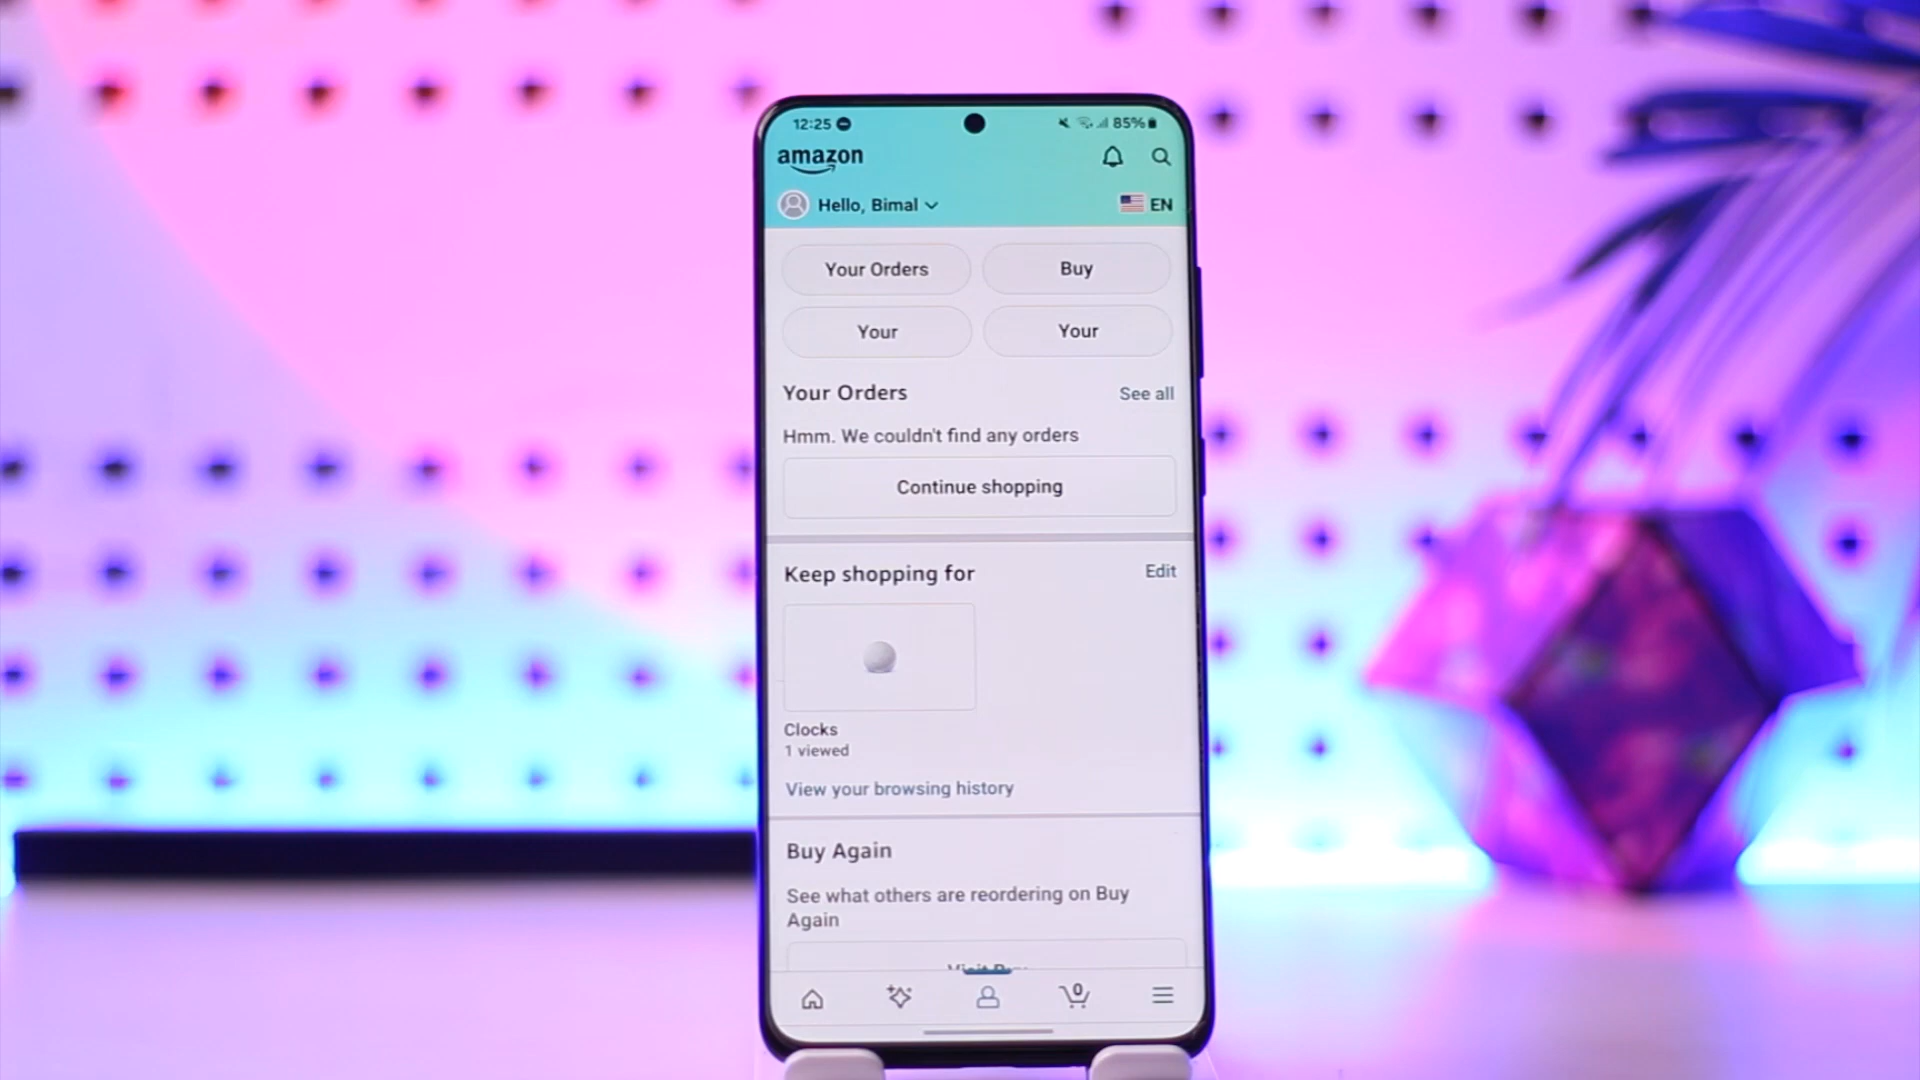 12:25
85%
amazon
Hello, Bimal
EN
Your Orders
Buy
Your
Your
Your Orders
See all
Hmm. We couldn't find any orders
Continue shopping
Keep shopping for
Edit
Clocks
1 viewed
View your browsing history
Buy Again
See what others are reordering on Buy
Again
0